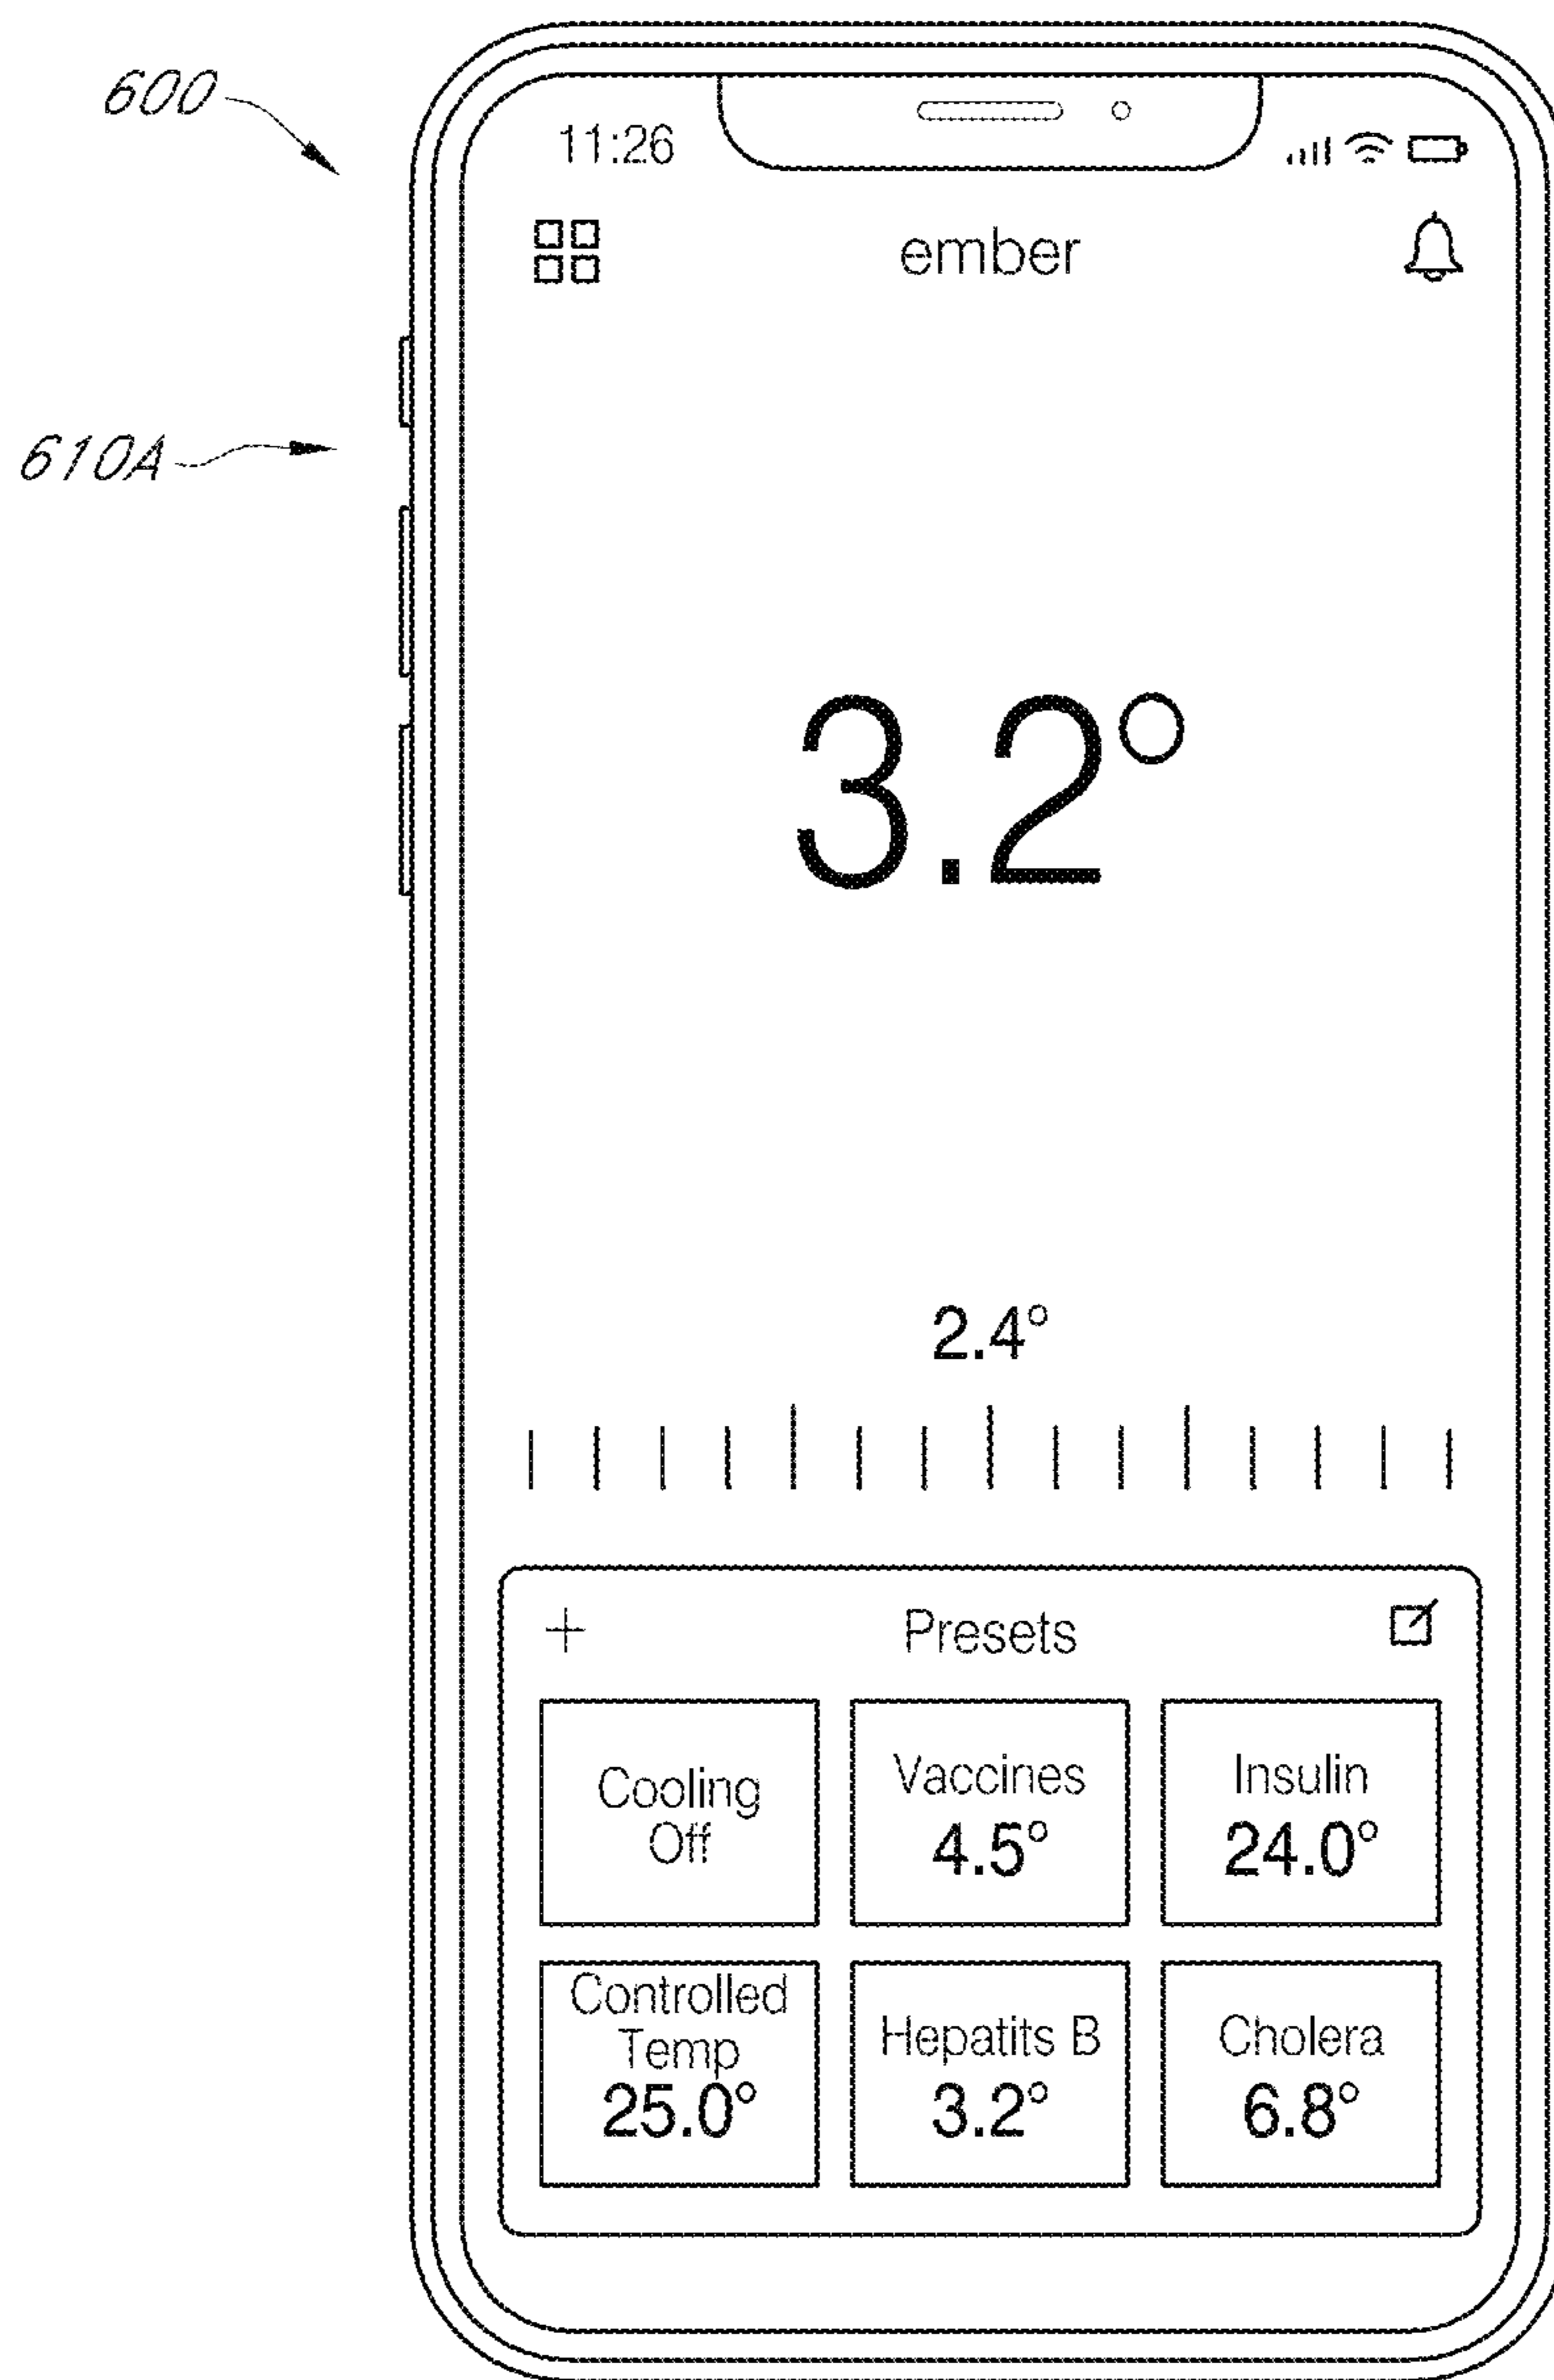 600
11:26
ember
610A
3.2°
2.4°
+ Presets
Cooling
Off
Vaccines
4.5°
Insulin
24.0°
Controlled
Temp
25.0°
Hepatits B
3.2°
Cholera
6.8°